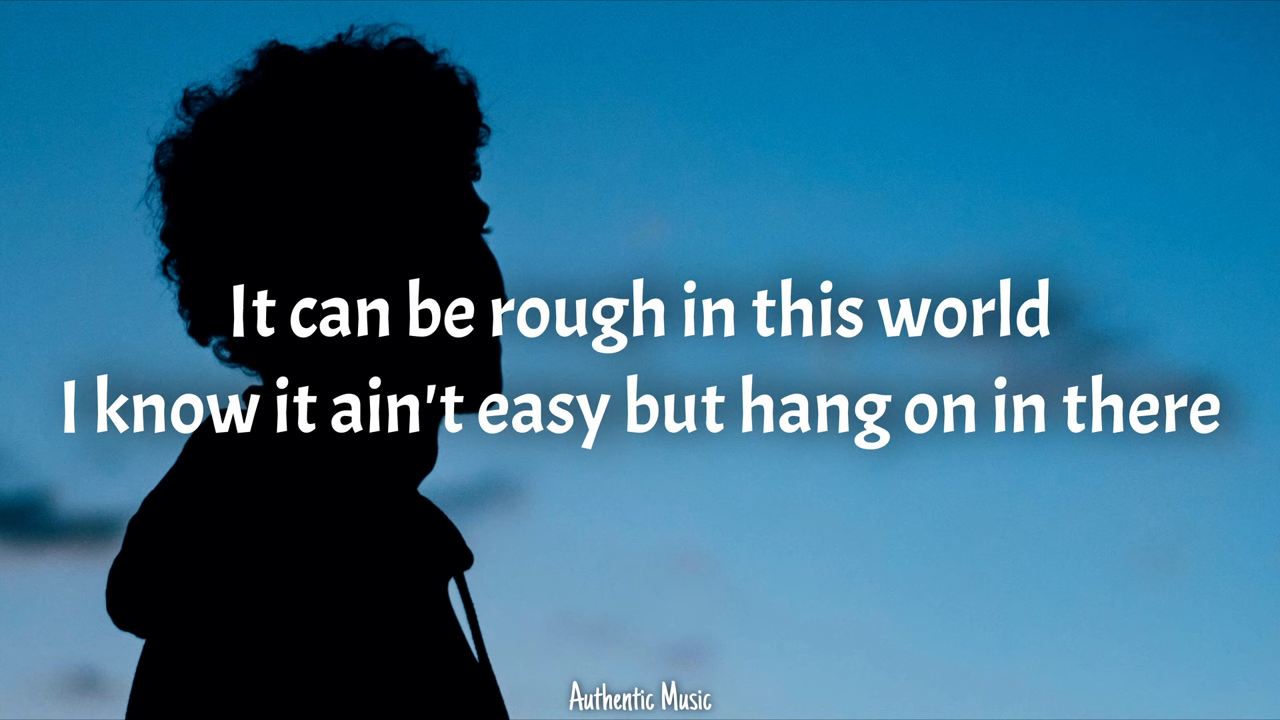 It can be rough in this world
I know it ain't easy but hang on in there
Authentic Music